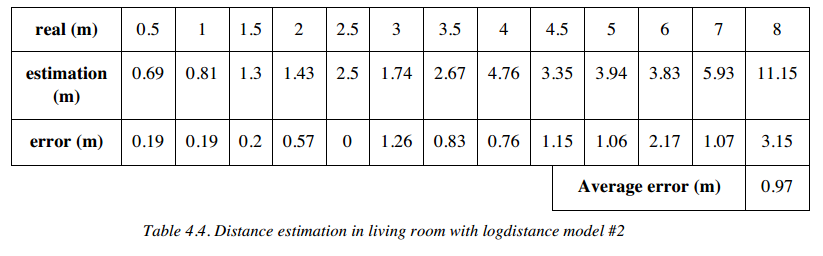 real (m) 0.5 1 1.5 2 2.5 3 3.5 4 4.5 5 6 7 8
estimation 0.69 0.81 1.3 1.43 2.5 1.74 2.67 4.76 3.35 3.94 3.83 5.93 11.15
(m)
error (m) 0.19 0.19 0.2 0.57 0 1.26 0.83 0.76 1.15 1.06 2.17 1.07 3.15
Average error (m) 0.97
Table 4.4. Distance estimation in living room with logdistance model #2